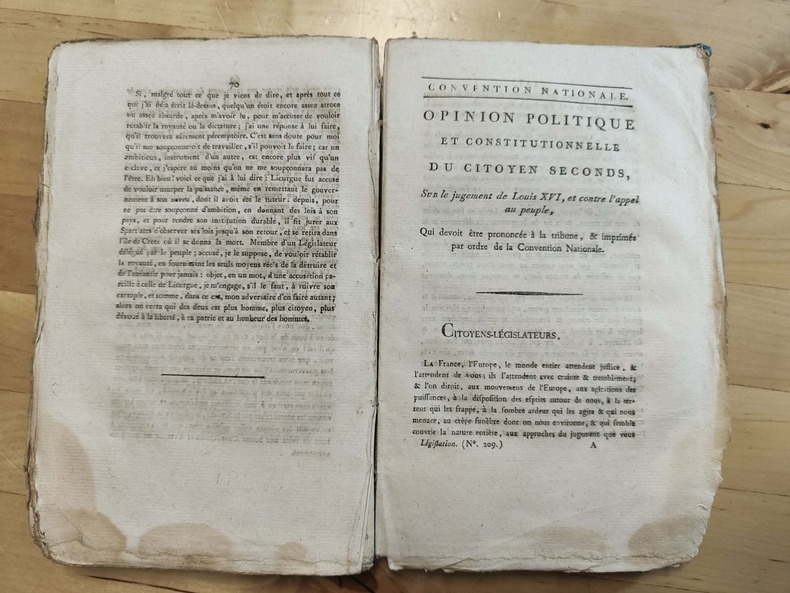 70
Si, malgré tout ce que je viens de dire, et après tout ce
que j'ai déja écrit là-dessus, quelqu'un étoit encore assez atroce
ou assez absurde, après m'avoir lu, pour m'accuser de vouloir
rétablir la royauté ou la dictature; j'ai une réponse à lui faire,
qu'il trouvera sûrement péremptoire. C'est sans doute pour moi
qu'il me soupçonneroit de travailler, s'il pouvoit le faire; car un
ambitieux, instrument d'un autre, est encore plus vif qu'un
esclave, et j'espère au moins qu'on ne me soupçonnera pas de
l'être. Eh bien! voici ce que j'ai à lui dire: Licurgue fut accusé
de vouloir usurper la puissance, même en remettant le gouver-
nement à son neveu, dont il avoit été le tuteur; depuis, pour
ne pas être soupçonné d'ambition, en donnant des lois à son
pays, et pour rendre son institution durable, il fit jurer aux
Spartiates d'observer ses lois jusqu'à son retour, et se retira dans
l'île de Crète où il se donna la mort. Membre d'un Législateur
délégué par le peuple; accusé, je le suppose, de vouloir rétablir
la royauté, en fournissant les seuls moyens réels de la détruire et
de l'anéantir pour jamais: objet, en un mot, d'une accusation pa-
reille à celle de Licurgue, je m'engage, s'il le faut, à suivre son
exemple, et somme, dans ce cas, mon adversaire d'en faire autant;
alors on verra qui des deux est plus homme, plus citoyen, plus
dévoué à la liberté, à sa patrie et au bonheur des hommes.
CONVENTION NATIONALE.
OPINION POLITIQUE
ET CONSTITUTIONNELLE
DU CITOYEN SECONDS,
Sur le jugement de Louis XVI, et contre l'appel
au peuple,
Qui devoit être prononcée à la tribune, & imprimée
par ordre de la Convention Nationale.
CITOYENS-LÉGISLATEURS,
LA France, l'Europe, le monde entier attendent justice, &
l'attendent de vous; ils l'attendent avec crainte & tremblement;
& l'on diroit, aux mouvemens de l'Europe, aux agitations des
puissances, à la disposition des esprits autour de nous, à la ter-
reur qui les frappe, à la sombre ardeur qui les agite & qui nous
menace, au crêpe funèbre dont on nous environne, & qui semble
couvrir la nature entière, aux approches du jugement que vous
Législation. (N°. 209.) A